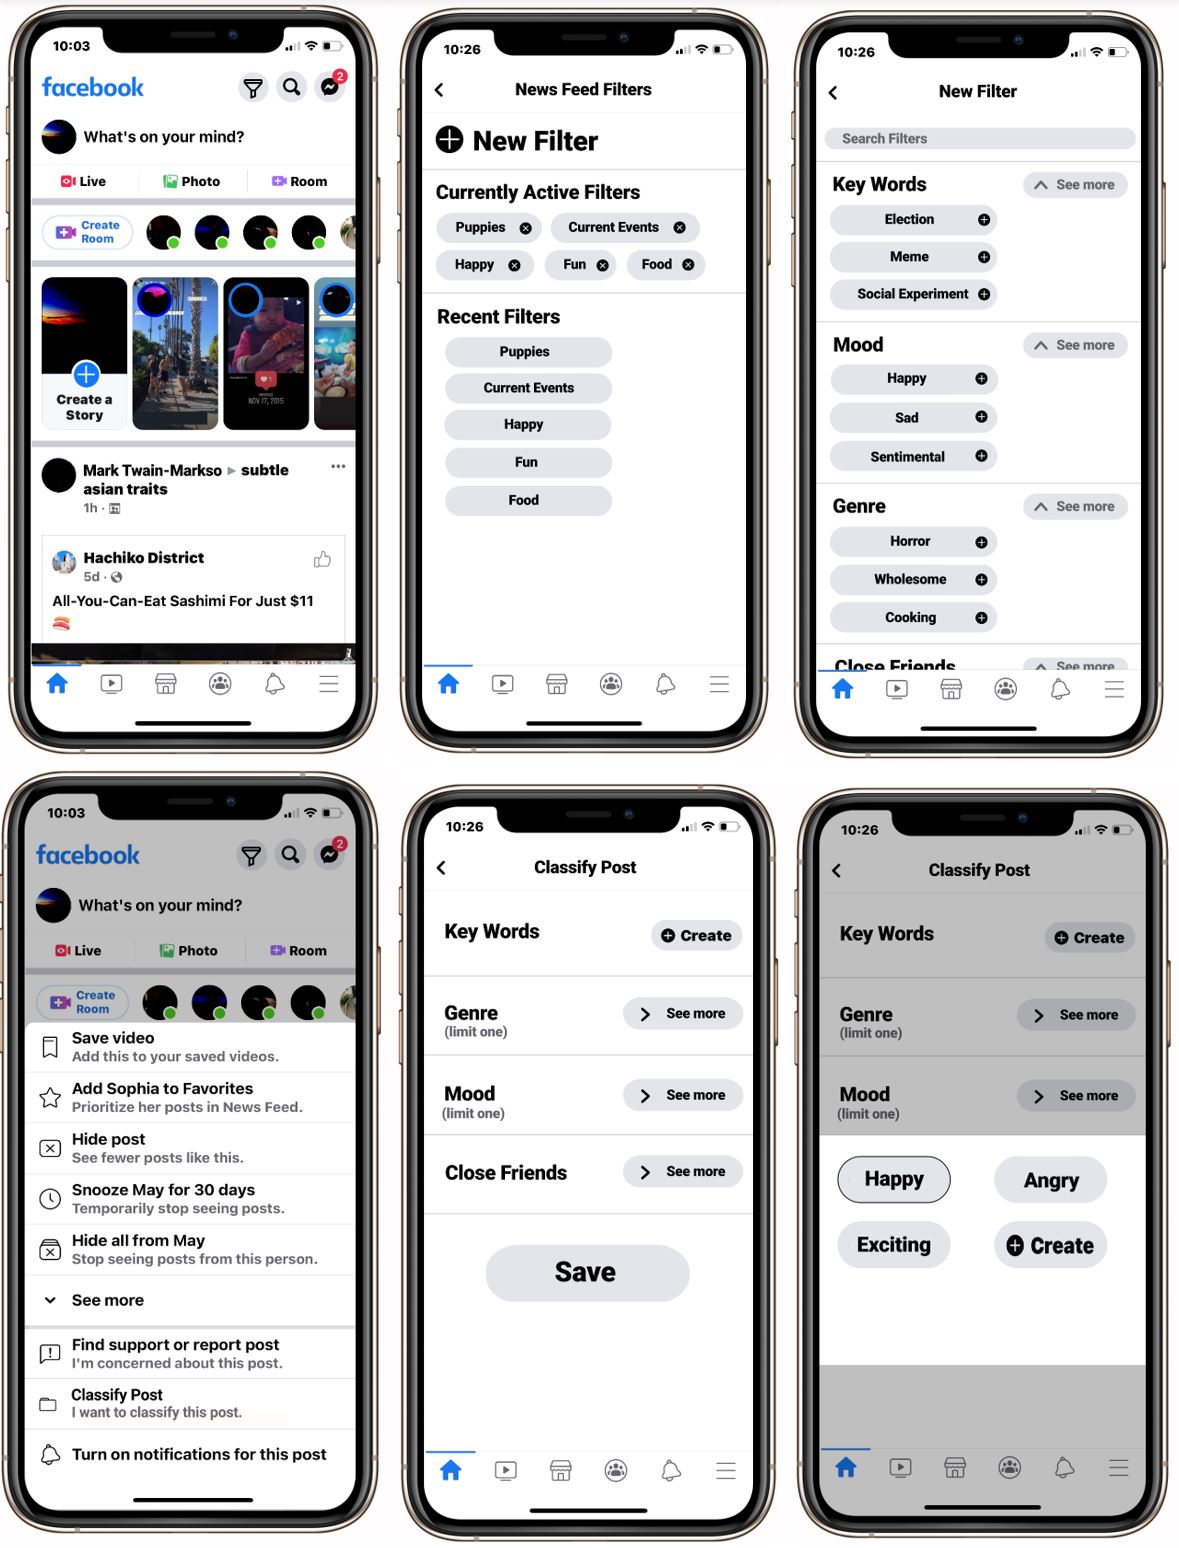 10:03
facebook
2
What's on your mind?
Live
Photo
Room
Create
Room
Create a
Story
NOV 17, 2015
Mark Twain-Markso ▸ subtle
asian traits
1h ·
Hachiko District
5d ·
All-You-Can-Eat Sashimi For Just $11
10:26
News Feed Filters
New Filter
Currently Active Filters
Puppies
Current Events
Happy
Fun
Food
Recent Filters
Puppies
Current Events
Happy
Fun
Food
10:26
New Filter
Search Filters
Key Words
See more
Election
Meme
Social Experiment
Mood
See more
Happy
Sad
Sentimental
Genre
See more
Horror
Wholesome
Cooking
Close Friends
See more
10:03
facebook
2
What's on your mind?
Live
Photo
Room
Create
Room
Save video
Add this to your saved videos.
Add Sophia to Favorites
Prioritize her posts in News Feed.
Hide post
See fewer posts like this.
Snooze May for 30 days
Temporarily stop seeing posts.
Hide all from May
Stop seeing posts from this person.
See more
Find support or report post
I'm concerned about this post.
Classify Post
I want to classify this post.
Turn on notifications for this post
10:26
Classify Post
Key Words
Create
Genre
(limit one)
See more
Mood
(limit one)
See more
Close Friends
See more
Save
10:26
Classify Post
Key Words
Create
Genre
(limit one)
See more
Mood
(limit one)
See more
Happy
Angry
Exciting
Create